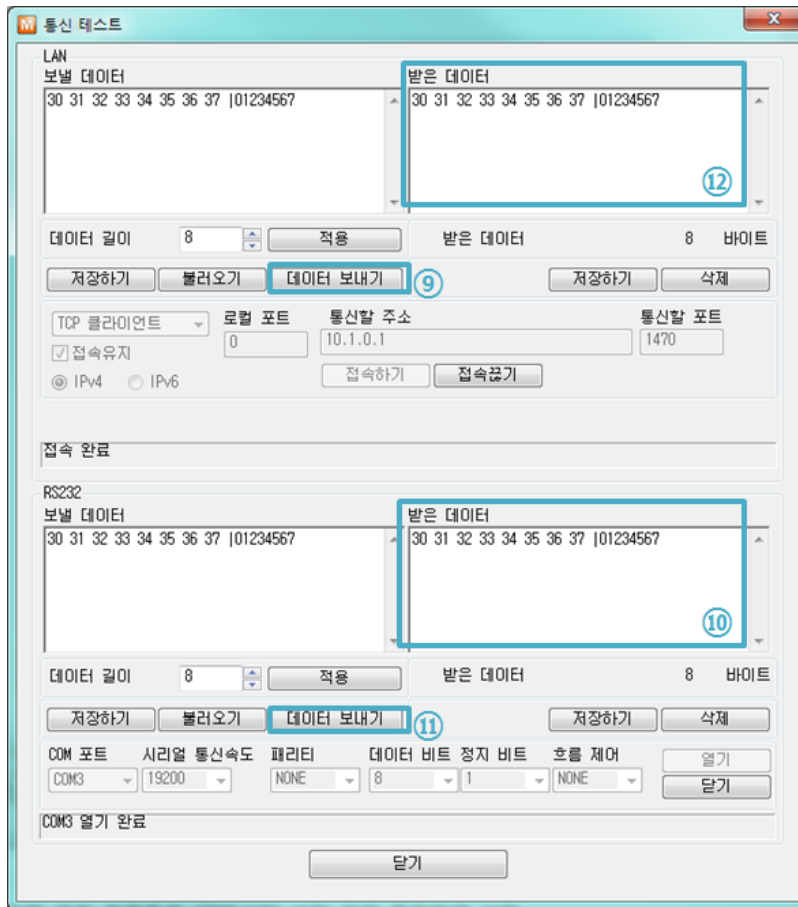 통신 테스트
LAN
보낼 데이터 받은 데이터
30 31 32 33 34 35 36 37 |01234567 30 31 32 33 34 35 36 37 |01234567
⑫
데이터 길이 8 적용 받은 데이터 8 바이트
저장하기 불러오기 데이터 보내기 ⑨ 저장하기 삭제
TCP 클라이언트 로컬 포트 통신할 주소 통신할 포트
접속유지 0 10.1.0.1 1470
IPv4 IPv6 접속하기 접속끊기
접속 완료
RS232
보낼 데이터 받은 데이터
30 31 32 33 34 35 36 37 |01234567 30 31 32 33 34 35 36 37 |01234567
⑩
데이터 길이 8 적용 받은 데이터 8 바이트
저장하기 불러오기 데이터 보내기 ⑪ 저장하기 삭제
COM 포트 시리얼 통신속도 패리티 데이터 비트 정지 비트 흐름 제어 열기
COM3 19200 NONE 8 1 NONE 닫기
COM3 열기 완료
닫기